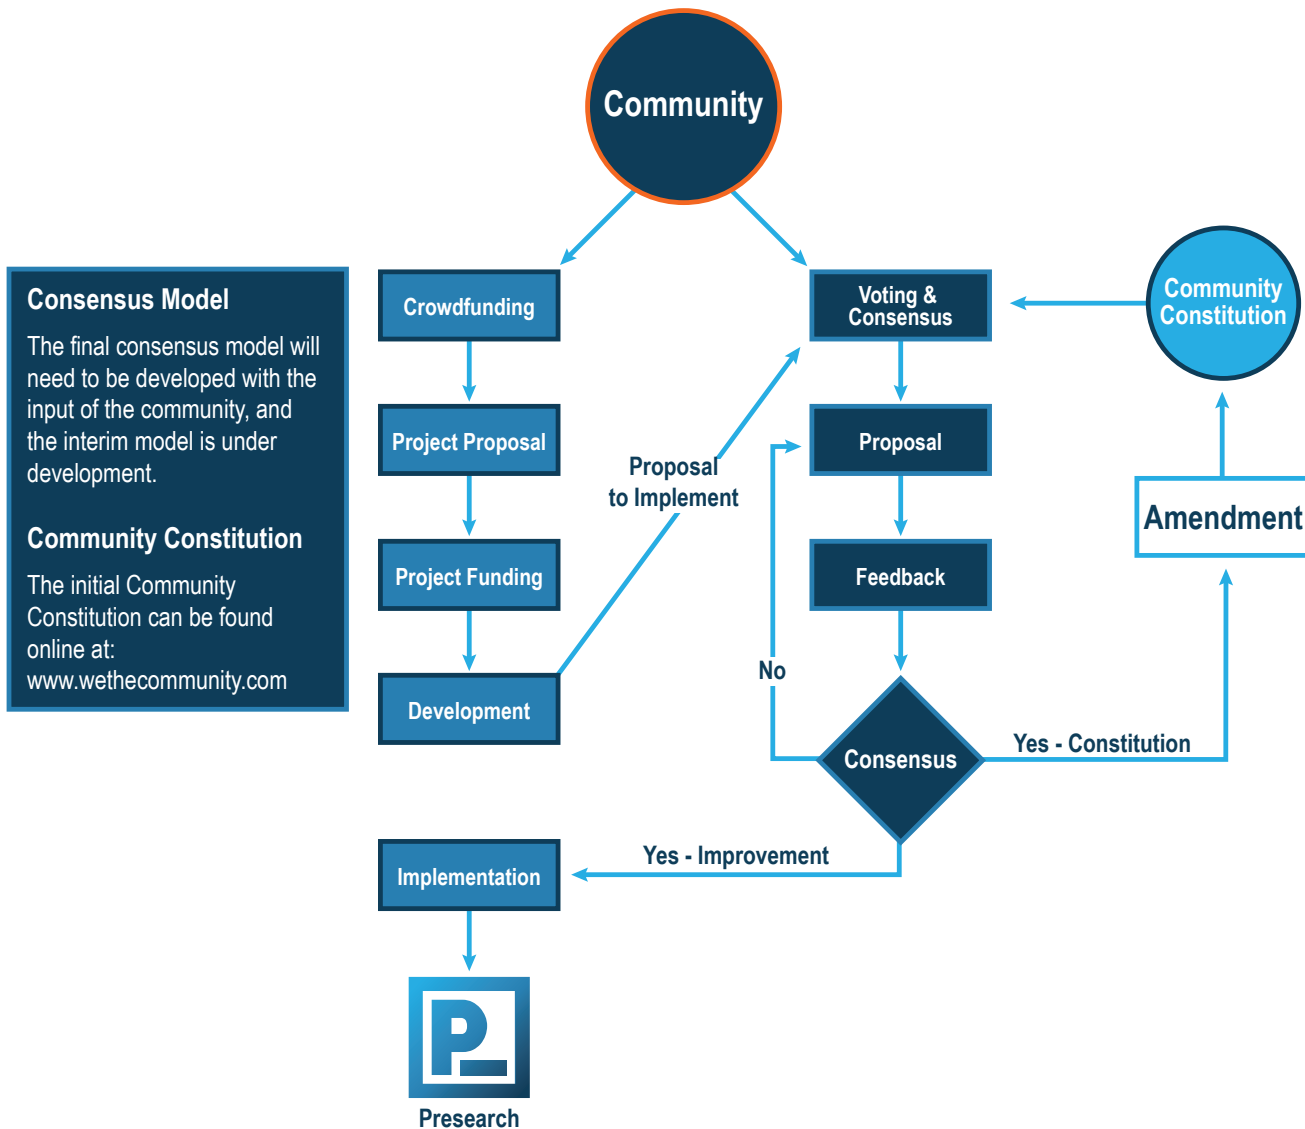 Community
Consensus Model
The final consensus model will
need to be developed with the
input of the community, and
the interim model is under
development.
Community Constitution
The initial Community
Constitution can be found
online at:
www.wethecommunity.com
Crowdfunding
Project Proposal
Project Funding
Development
Proposal
to Implement
Voting &
Consensus
Proposal
Feedback
No
Consensus
Yes - Constitution
Amendment
Community
Constitution
Yes - Improvement
Implementation
P
Presearch